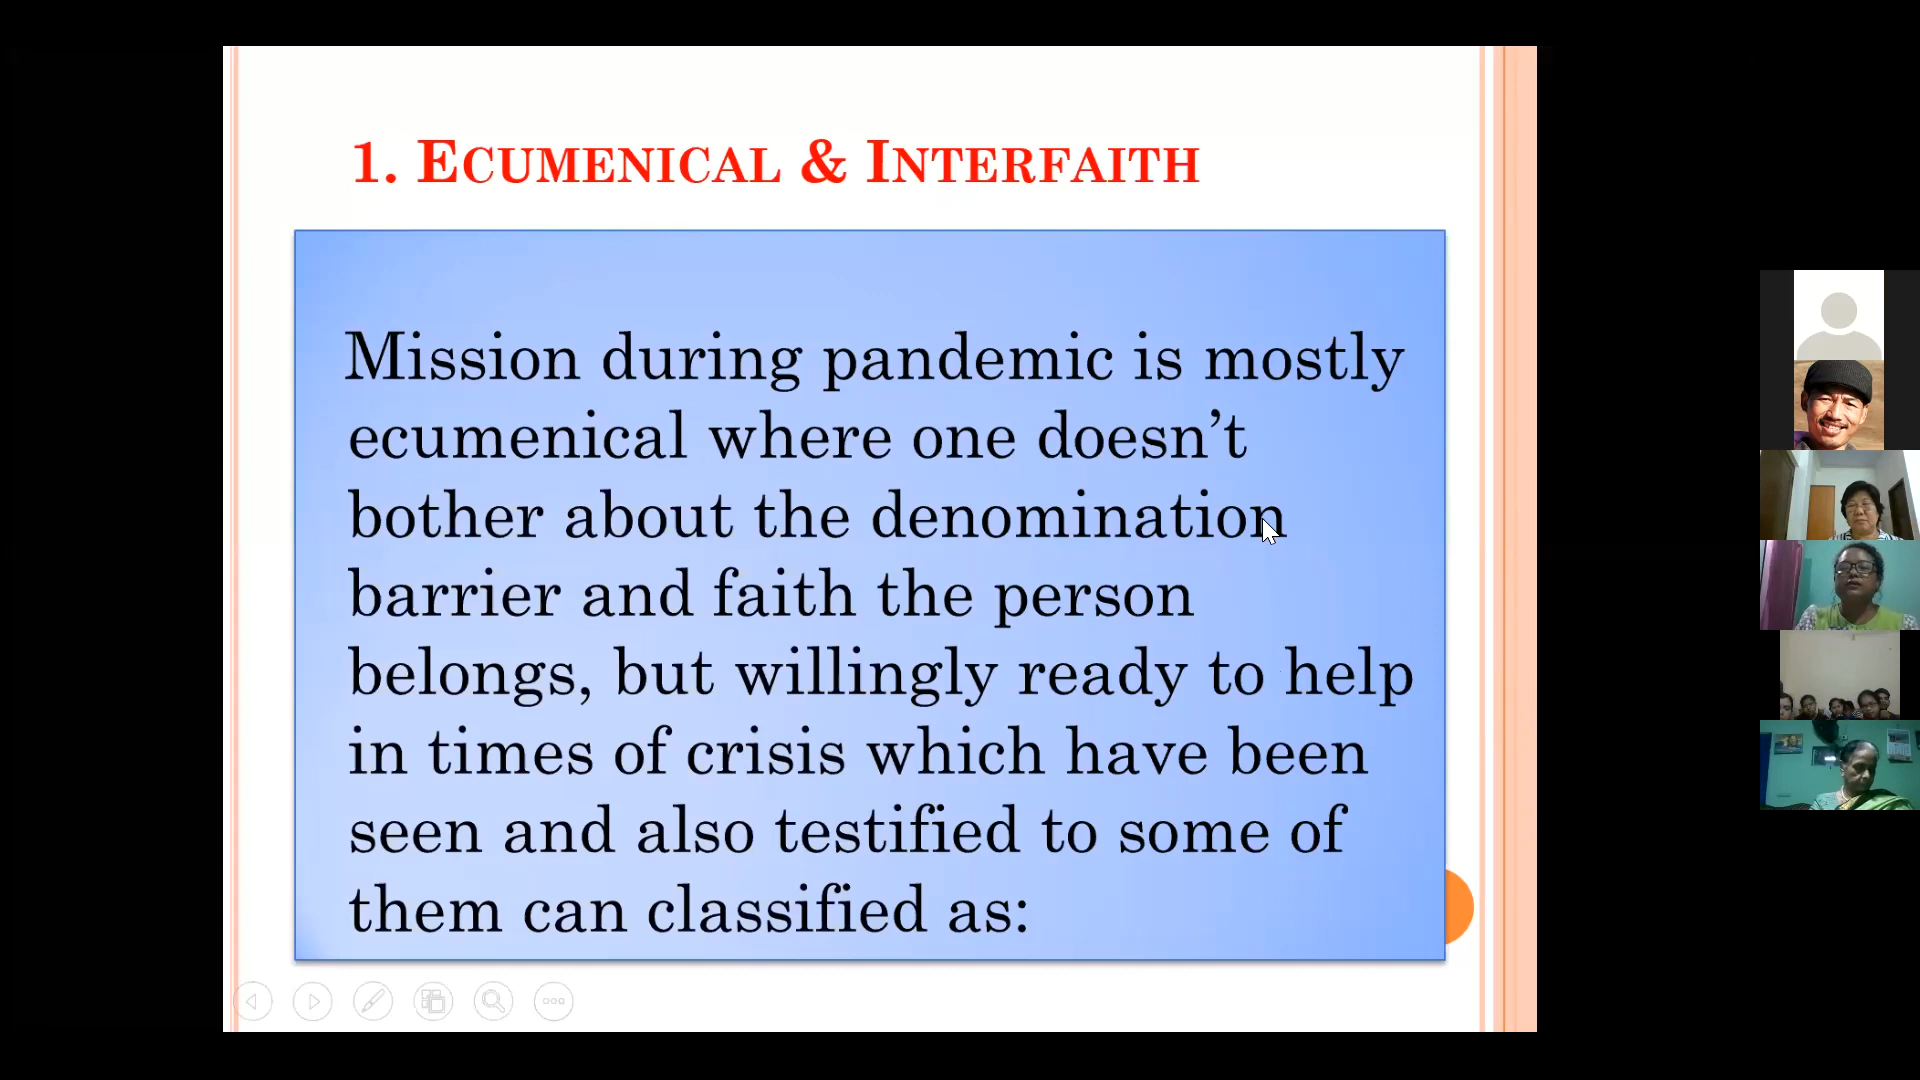 1. ECUMENICAL & INTERFAITH
Mission during pandemic is mostly
ecumenical where one doesn’t
bother about the denomination
barrier and faith the person
belongs, but willingly ready to help
in times of crisis which have been
seen and also testified to some of
them can classified as: